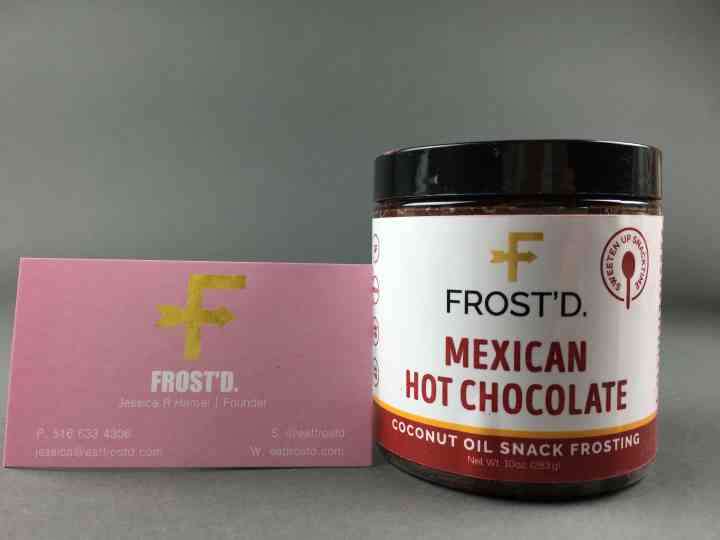 F
FROST'D.
Jessica R Hamel | Founder
P. 516 633 4306
S. @eatfrostd
jessica@eatfrostd.com
W. eatfrostd.com
F
FROST'D.
SWEETEN UP SNACKTIME
MEXICAN
HOT CHOCOLATE
COCONUT OIL SNACK FROSTING
Net Wt. 10oz. (283g)